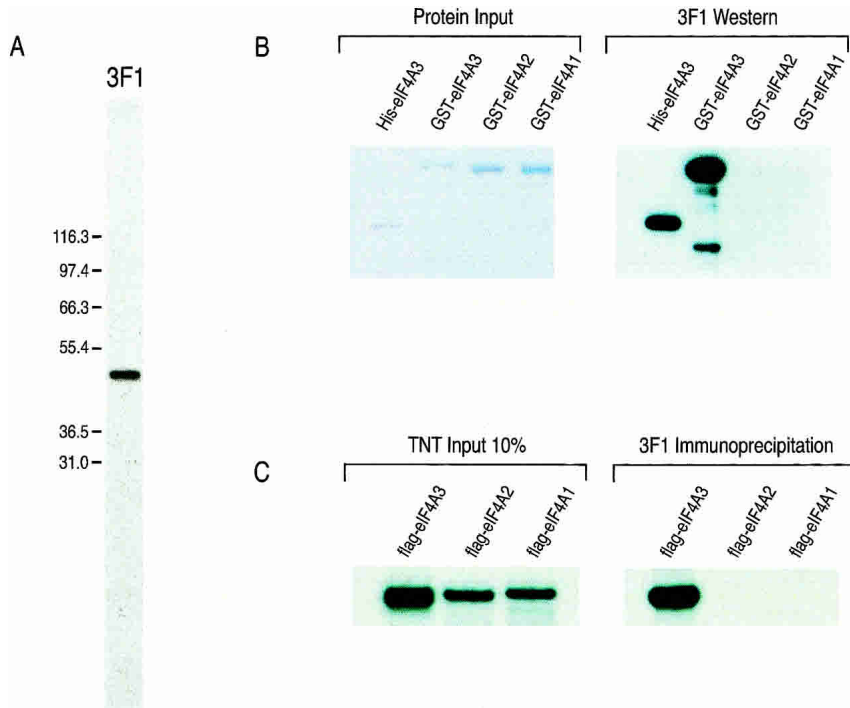 A
3F1
116.3
97.4
66.3
55.4
36.5
31.0
B
Protein Input
His-eIF4A3
GST-eIF4A3
GST-eIF4A2
GST-eIF4A1
3F1 Western
His-eIF4A3
GST-eIF4A3
GST-eIF4A2
GST-eIF4A1
C
TNT Input 10%
flag-eIF4A3
flag-eIF4A2
flag-eIF4A1
3F1 Immunoprecipitation
flag-eIF4A3
flag-eIF4A2
flag-eIF4A1